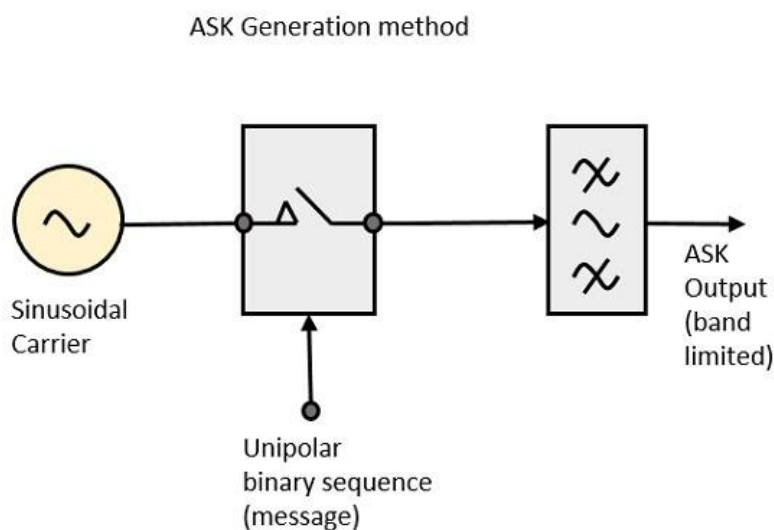 ASK Generation method
Sinusoidal
Carrier
Unipolar
binary sequence
(message)
ASK
Output
(band
limited)